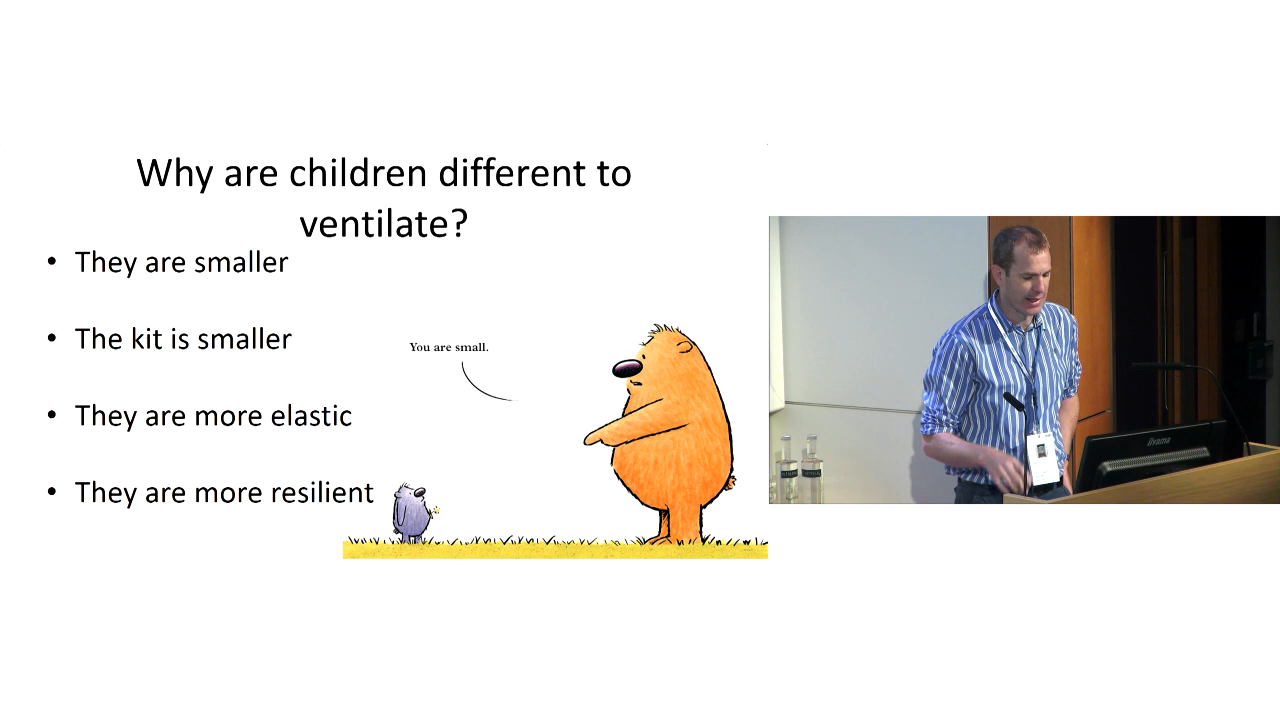 Why are children different to
ventilate?
• They are smaller
• The kit is smaller
• They are more elastic
• They are more resilient
You are small.
iiyama